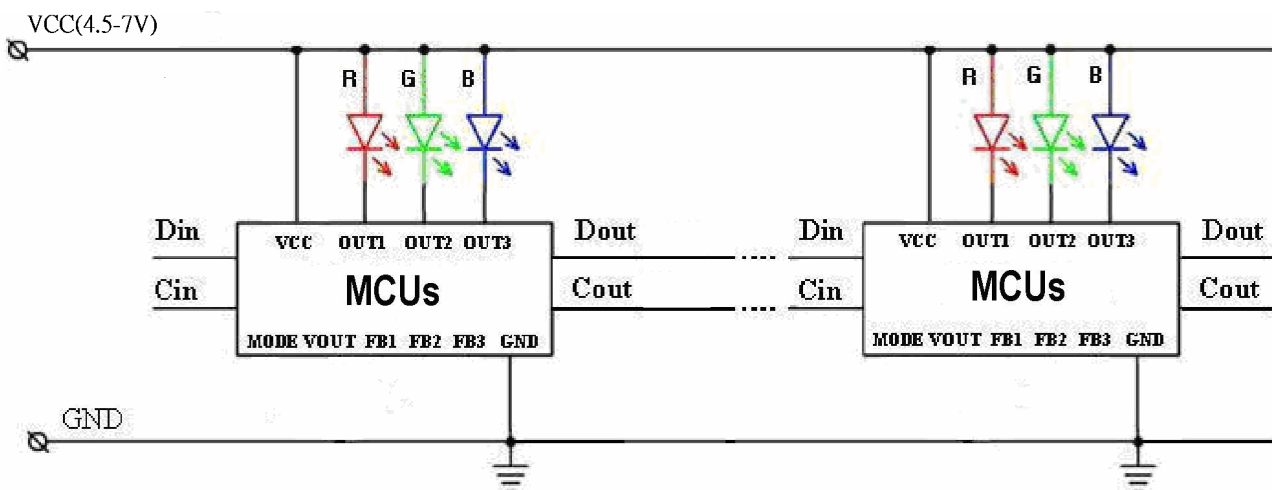 VCC(4.5-7V)
R G B R G B
Din VCC OUT1 OUT2 OUT3 Dout Din VCC OUT1 OUT2 OUT3 Dout
Cin MCUs Cout Cin MCUs Cout
MODE VOUT FB1 FB2 FB3 GND MODE VOUT FB1 FB2 FB3 GND
GND